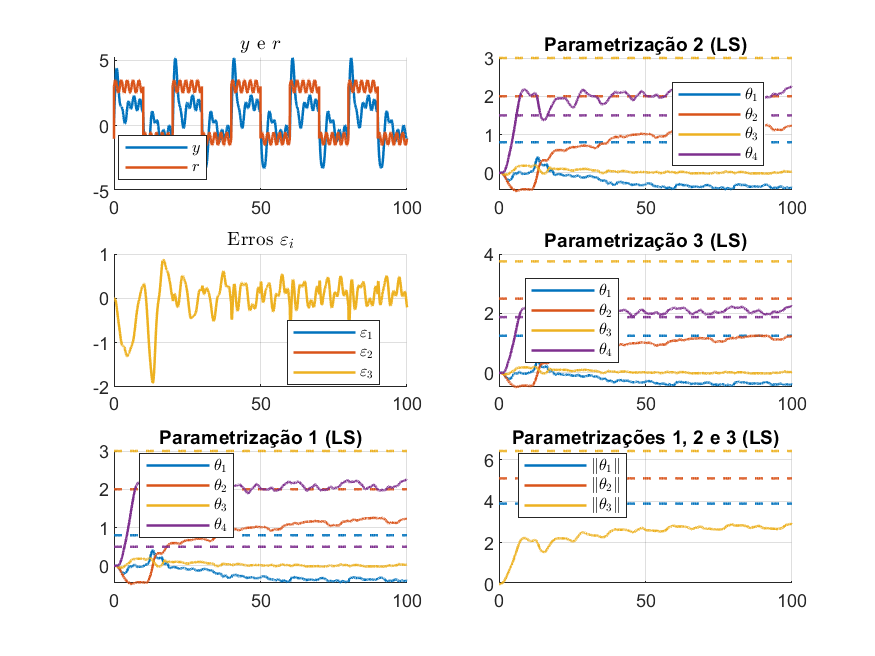 y e r
5
0
-5
0
50
100
y
r
Parametrização 2 (LS)
3
2
1
0
0
50
100
θ1
θ2
θ3
θ4
Erros εi
1
0
-1
-2
0
50
100
ε1
ε2
ε3
Parametrização 3 (LS)
4
2
0
0
50
100
θ1
θ2
θ3
θ4
Parametrização 1 (LS)
3
2
1
0
0
50
100
θ1
θ2
θ3
θ4
Parametrizações 1, 2 e 3 (LS)
6
4
2
0
0
50
100
‖θ1‖
‖θ2‖
‖θ3‖